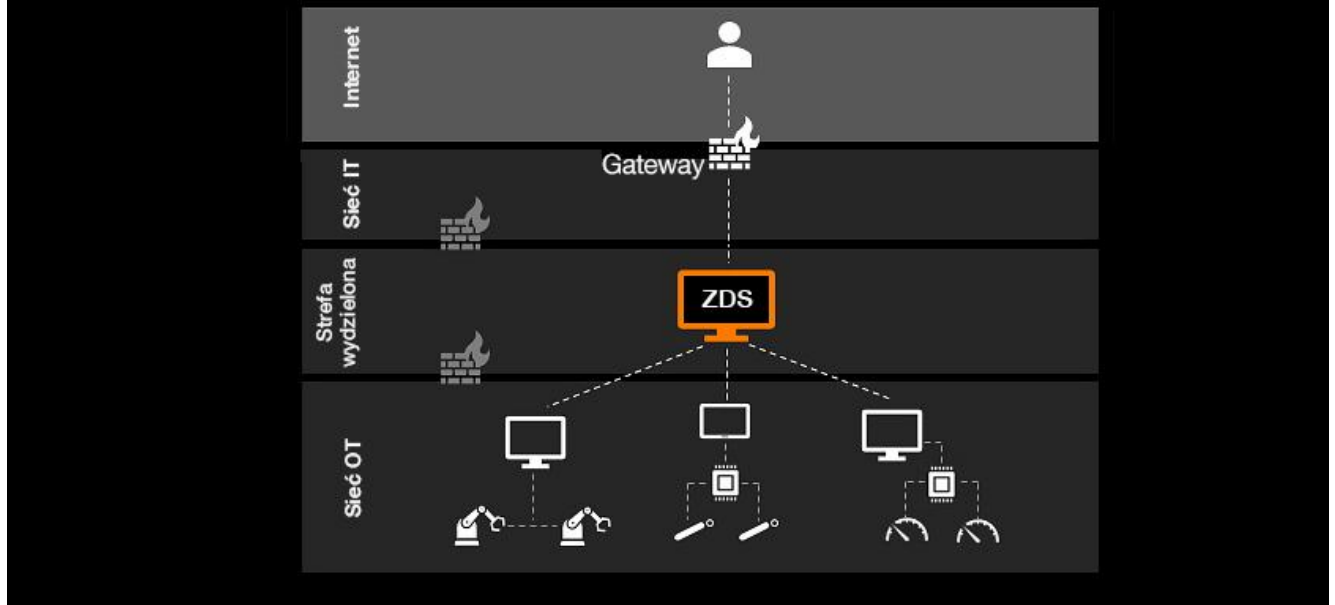 Internet
Gateway
Sieć IT
Strefa
wydzielona
ZDS
Sieć OT